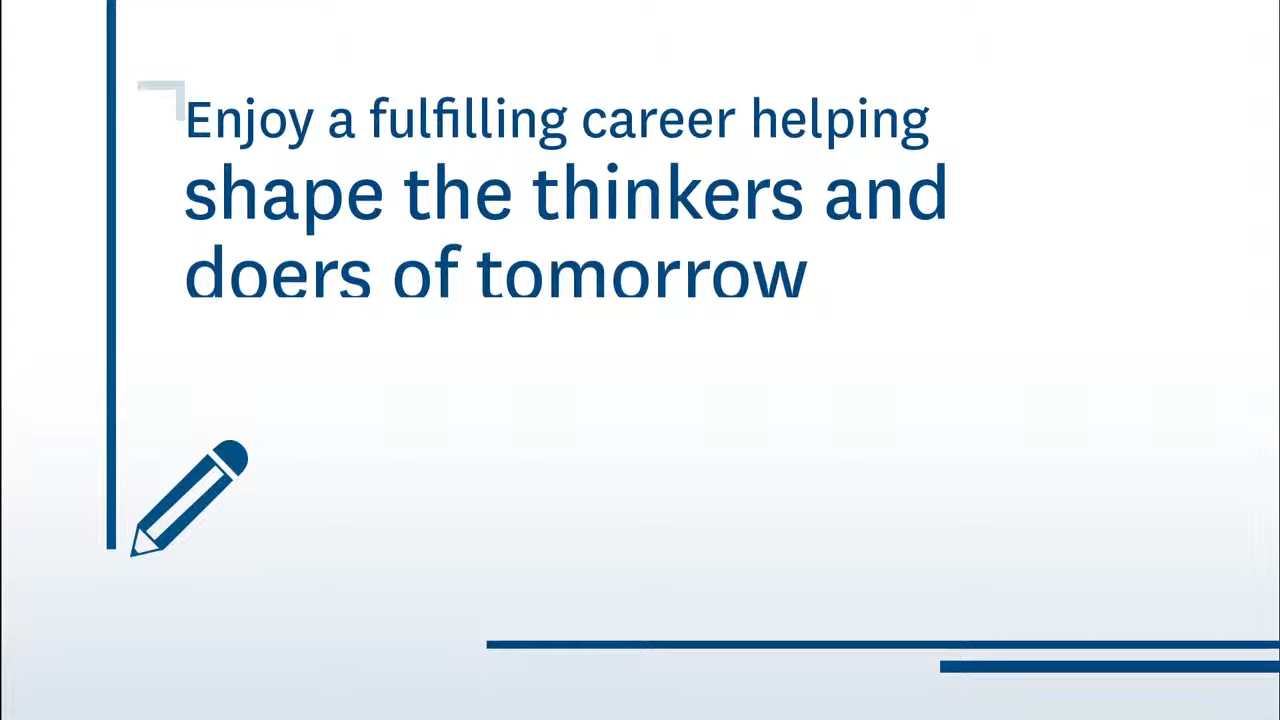 Enjoy a fulfilling career helping
shape the thinkers and
doers of tomorrow